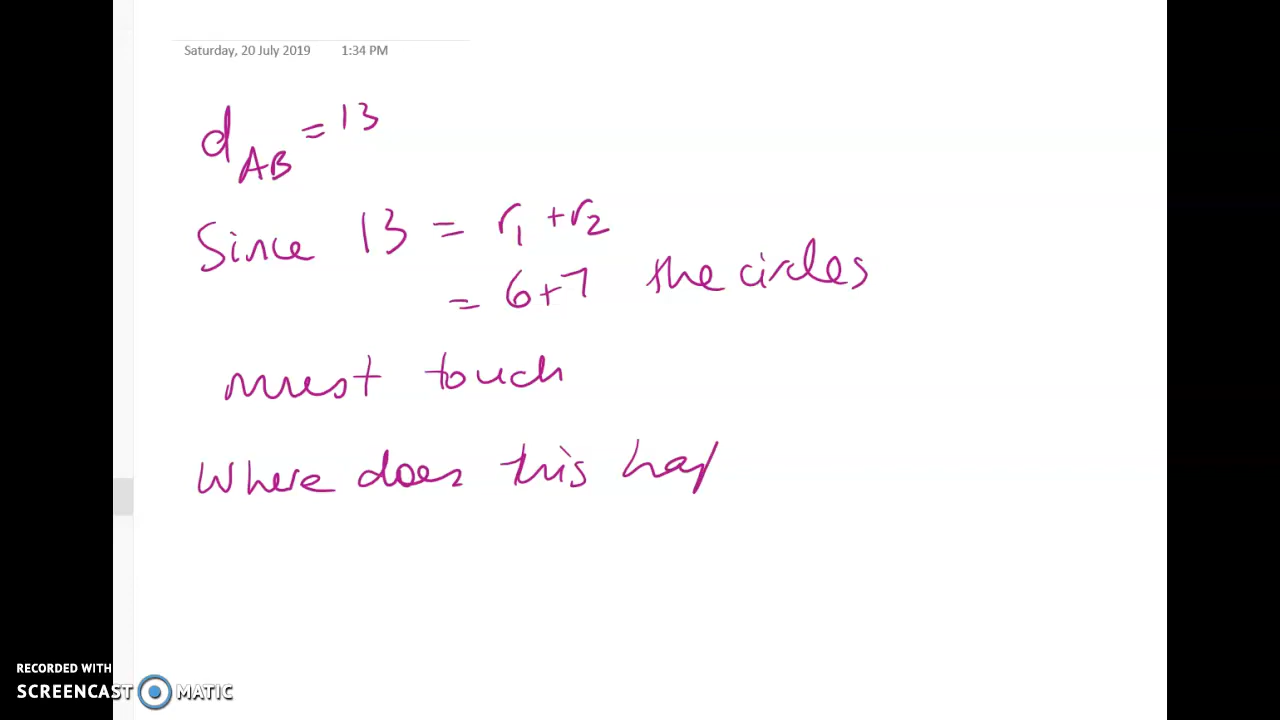 Saturday, 20 July 2019 1:34 PM
d_AB = 13
Since 13 = r₁ + r₂
= 6+7 the circles
must touch
Where does this hap
RECORDED WITH
SCREENCAST MATIC